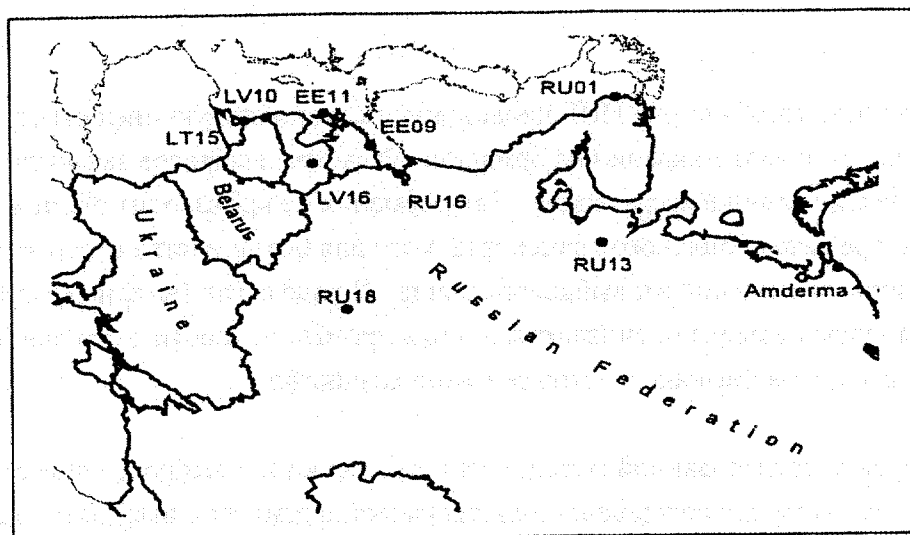 RU01
LV10 EE11
LT15
EE09
Belarus
LV16
RU16
Ukraine
RU13
RU18
Amderma
Russian Federation